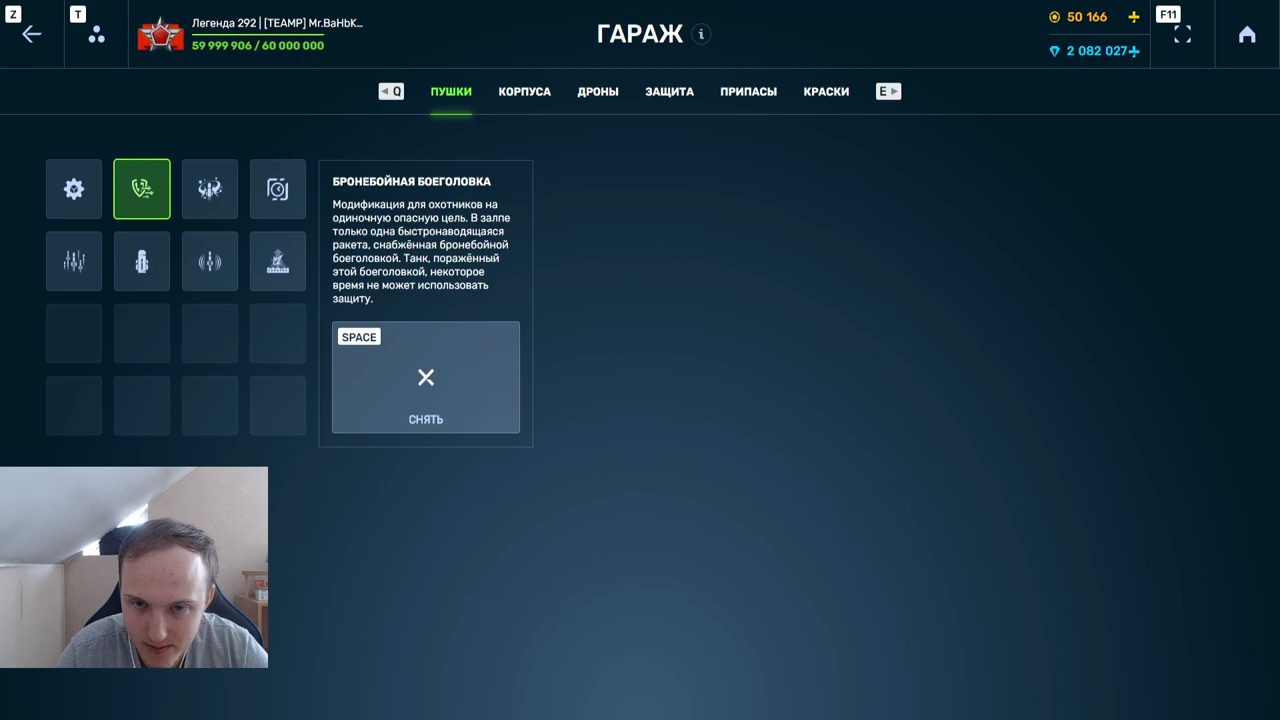 Z
T
Легенда 292 | [TEAMP] Mr.BaHbK...
59 999 906 / 60 000 000
ГАРАЖ
i
50 166
2 082 027
F11
Q
ПУШКИ
КОРПУСА
ДРОНЫ
ЗАЩИТА
ПРИПАСЫ
КРАСКИ
E
БРОНЕБОЙНАЯ БОЕГОЛОВКА
Модификация для охотников на
одиночную опасную цель. В залпе
только одна быстронаводящаяся
ракета, снабжённая бронебойной
боеголовкой. Танк, поражённый
этой боеголовкой, некоторое
время не может использовать
защиту.
SPACE
СНЯТЬ